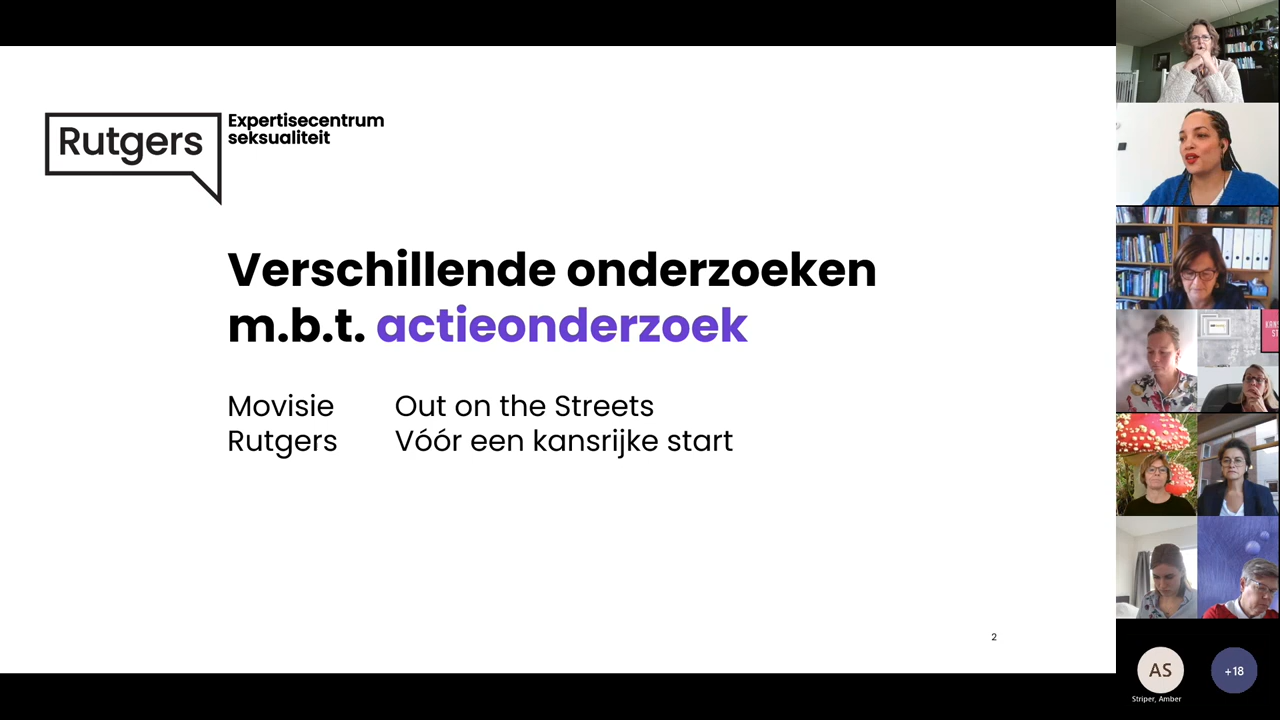 Rutgers
Expertisecentrum
seksualiteit
Verschillende onderzoeken
m.b.t. actieonderzoek
Movisie Out on the Streets
Rutgers Vóór een kansrijke start
2
AS
+18
Striper, Amber